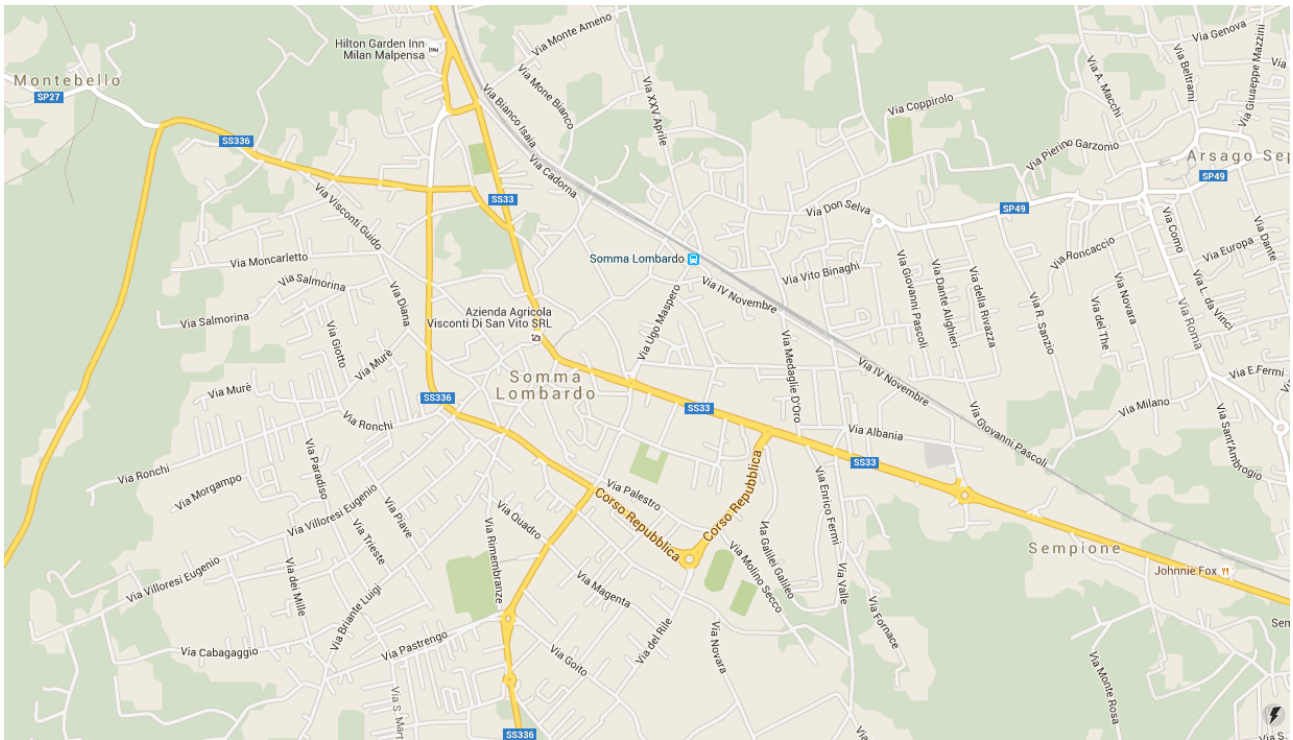 Via Monte Ameno
Via Genova
Hilton Garden Inn
Milan Malpensa
Via Giuseppe Mazzini
Via Beltrami
Via A. Macchi
Montebello
SP27
Via Bianco Isaia
Via Mone Bianco
Via XXV Aprile
Via Coppirolo
SS336
Via Pierino Garzonio
Arsago Sep
Via Cadorna
SP49
SS33
Via Visconti Guido
Via Don Selva
SP49
Via Como
Via Dante
Via Europa
Via Roncaccio
Via Moncarletto
Somma Lombardo
Via Vito Binaghi
Via Giovanni Pascoli
Via Dante Alighieri
Via della Rivazza
Via Salmorina
Via IV Novembre
Via Diana
Via Ugo Maspero
Via R. Sanzio
Via del The
Via Novara
Via L. da Vinci
Via Roma
Azienda Agricola
Visconti Di San Vito SRL
Via Salmorina
Via Giotto
Via Murè
Via Medaglie D'Oro
Via IV Novembre
Via E.Fermi
Somma
Lombardo
Via Murè
SS336
SS33
Via Milano
Via Giovanni Pascoli
Via Sant'Ambrogio
Via Ronchi
Via Albania
Via Ronchi
Via Paradiso
SS33
Via Morgampo
Corso Repubblica
Via Villoresi Eugenio
Via Palestro
Via Enrico Fermi
Via Piave
Via Quadro
Corso Repubblica
Via Galilei Galileo
Via Trieste
Via Rimembranze
Via Molino Secco
Sempione
Via Villoresi Eugenio
Via dei Mille
Via Magenta
Via Valle
Johnnie Fox
Via Briante Luigi
Via Fornace
Sem
Via Pastrengo
Via del Rile
Via Novara
Via Cabagaggio
Via Goito
Via Monte Rosa
Via S. Mart
SS336
Via S.